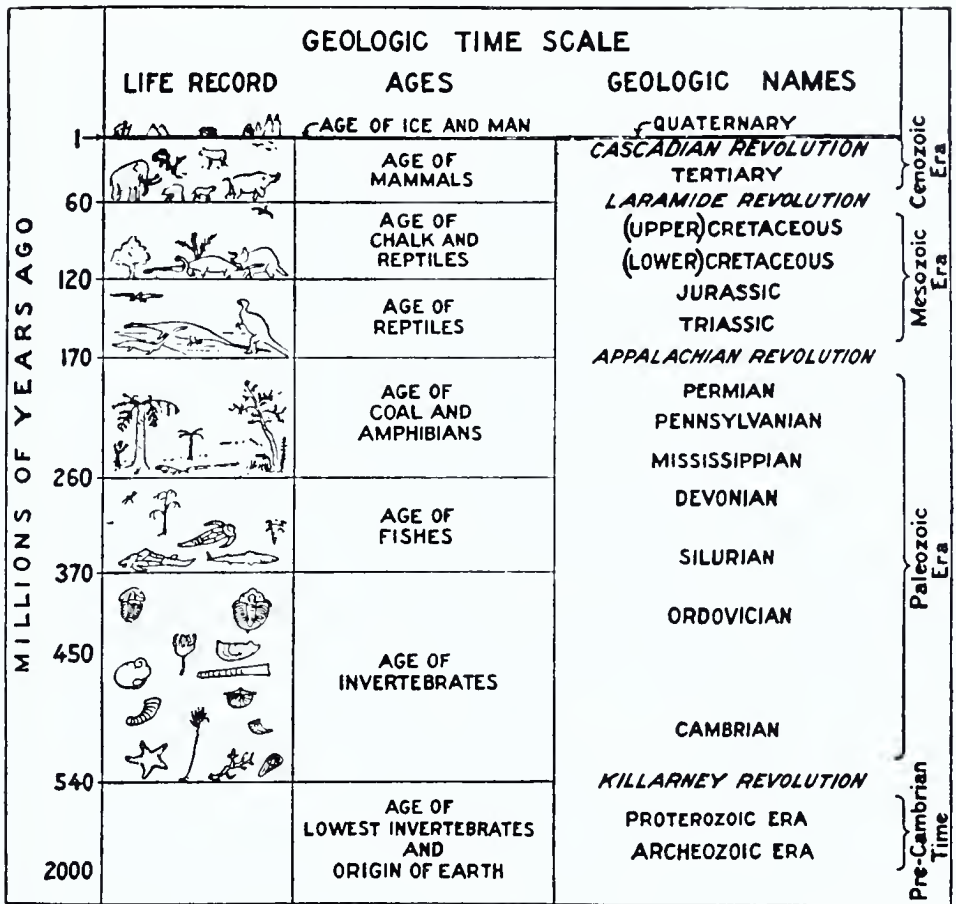 GEOLOGIC TIME SCALE
LIFE RECORD
AGES
GEOLOGIC NAMES
MILLIONS OF YEARS AGO
1
60
120
170
260
370
450
540
2000
AGE OF ICE AND MAN
AGE OF
MAMMALS
AGE OF
CHALK AND
REPTILES
AGE OF
REPTILES
AGE OF
COAL AND
AMPHIBIANS
AGE OF
FISHES
AGE OF
INVERTEBRATES
AGE OF
LOWEST INVERTEBRATES
AND
ORIGIN OF EARTH
QUATERNARY
CASCADIAN REVOLUTION
TERTIARY
LARAMIDE REVOLUTION
(UPPER) CRETACEOUS
(LOWER) CRETACEOUS
JURASSIC
TRIASSIC
APPALACHIAN REVOLUTION
PERMIAN
PENNSYLVANIAN
MISSISSIPPIAN
DEVONIAN
SILURIAN
ORDOVICIAN
CAMBRIAN
KILLARNEY REVOLUTION
PROTEROZOIC ERA
ARCHEOZOIC ERA
Cenozoic
Era
Mesozoic
Era
Paleozoic
Era
Pre-Cambrian
Time